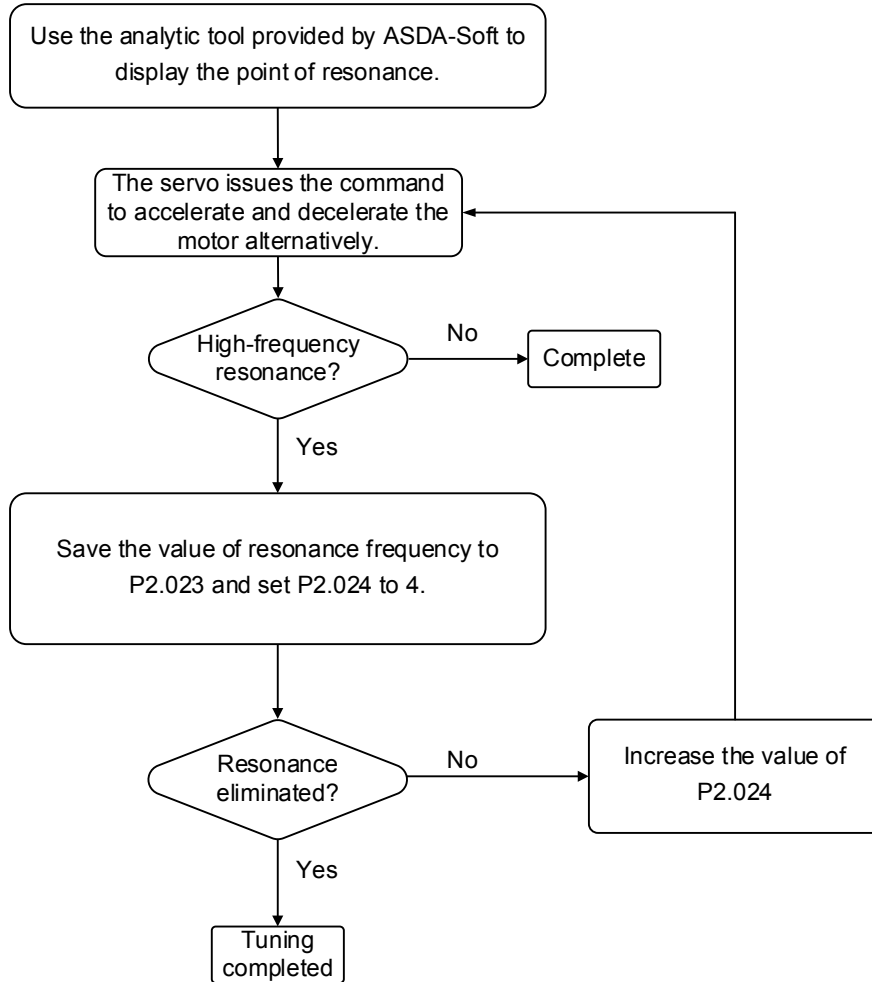 Use the analytic tool provided by ASDA-Soft to
display the point of resonance.
The servo issues the command
to accelerate and decelerate the
motor alternatively.
High-frequency
resonance?
No
Complete
Yes
Save the value of resonance frequency to
P2.023 and set P2.024 to 4.
Resonance
eliminated?
No
Increase the value of
P2.024
Yes
Tuning
completed